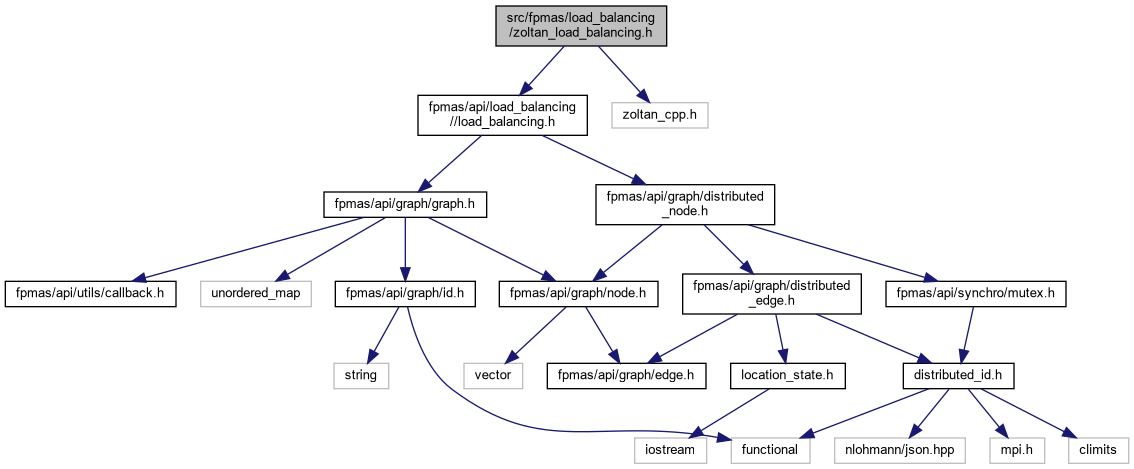 src/fpmas/load_balancing
/zoltan_load_balancing.h
fpmas/api/load_balancing
//load_balancing.h
zoltan_cpp.h
fpmas/api/graph/graph.h
fpmas/api/graph/distributed
_node.h
fpmas/api/utils/callback.h
unordered_map
fpmas/api/graph/id.h
fpmas/api/graph/node.h
fpmas/api/graph/distributed
_edge.h
fpmas/api/synchro/mutex.h
string
vector
fpmas/api/graph/edge.h
location_state.h
distributed_id.h
iostream
functional
nlohmann/json.hpp
mpi.h
climits